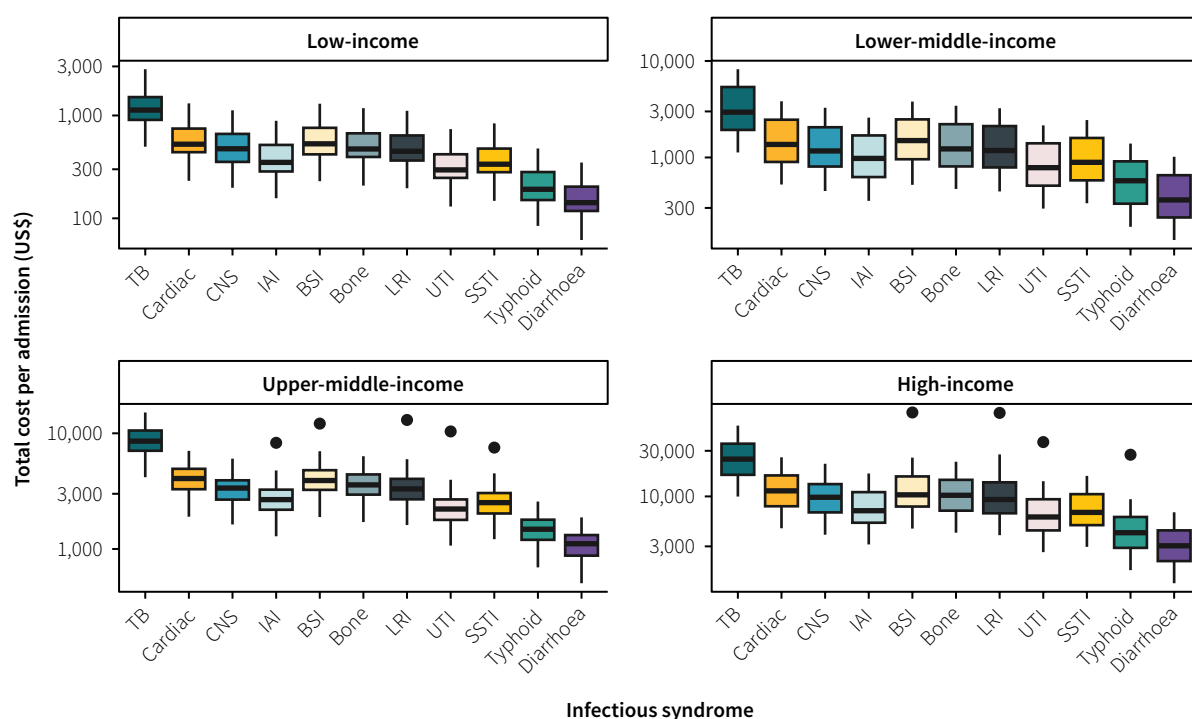 Total cost per admission (US$)
Low-income
3,000
1,000
300
100
TB
Cardiac
CNS
IAI
BSI
Bone
LRI
UTI
SSTI
Typhoid
Diarrhoea
Lower-middle-income
10,000
3,000
1,000
300
TB
Cardiac
CNS
IAI
BSI
Bone
LRI
UTI
SSTI
Typhoid
Diarrhoea
Upper-middle-income
10,000
3,000
1,000
TB
Cardiac
CNS
IAI
BSI
Bone
LRI
UTI
SSTI
Typhoid
Diarrhoea
High-income
30,000
10,000
3,000
TB
Cardiac
CNS
IAI
BSI
Bone
LRI
UTI
SSTI
Typhoid
Diarrhoea
Infectious syndrome